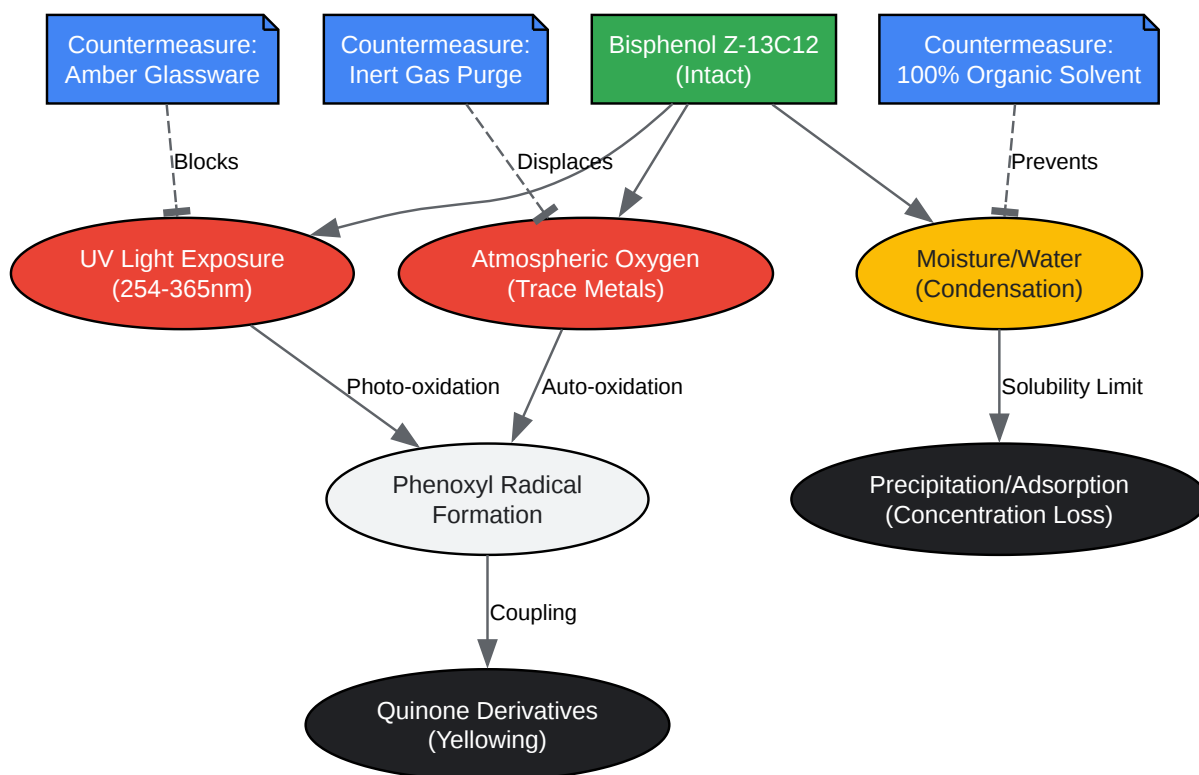 Countermeasure:
Amber Glassware
Countermeasure:
Inert Gas Purge
Bisphenol Z-13C12
(Intact)
Countermeasure:
100% Organic Solvent
Blocks
Displaces
Prevents
UV Light Exposure
(254-365nm)
Atmospheric Oxygen
(Trace Metals)
Moisture/Water
(Condensation)
Photo-oxidation
Auto-oxidation
Solubility Limit
Phenoxyl Radical
Formation
Precipitation/Adsorption
(Concentration Loss)
Coupling
Quinone Derivatives
(Yellowing)